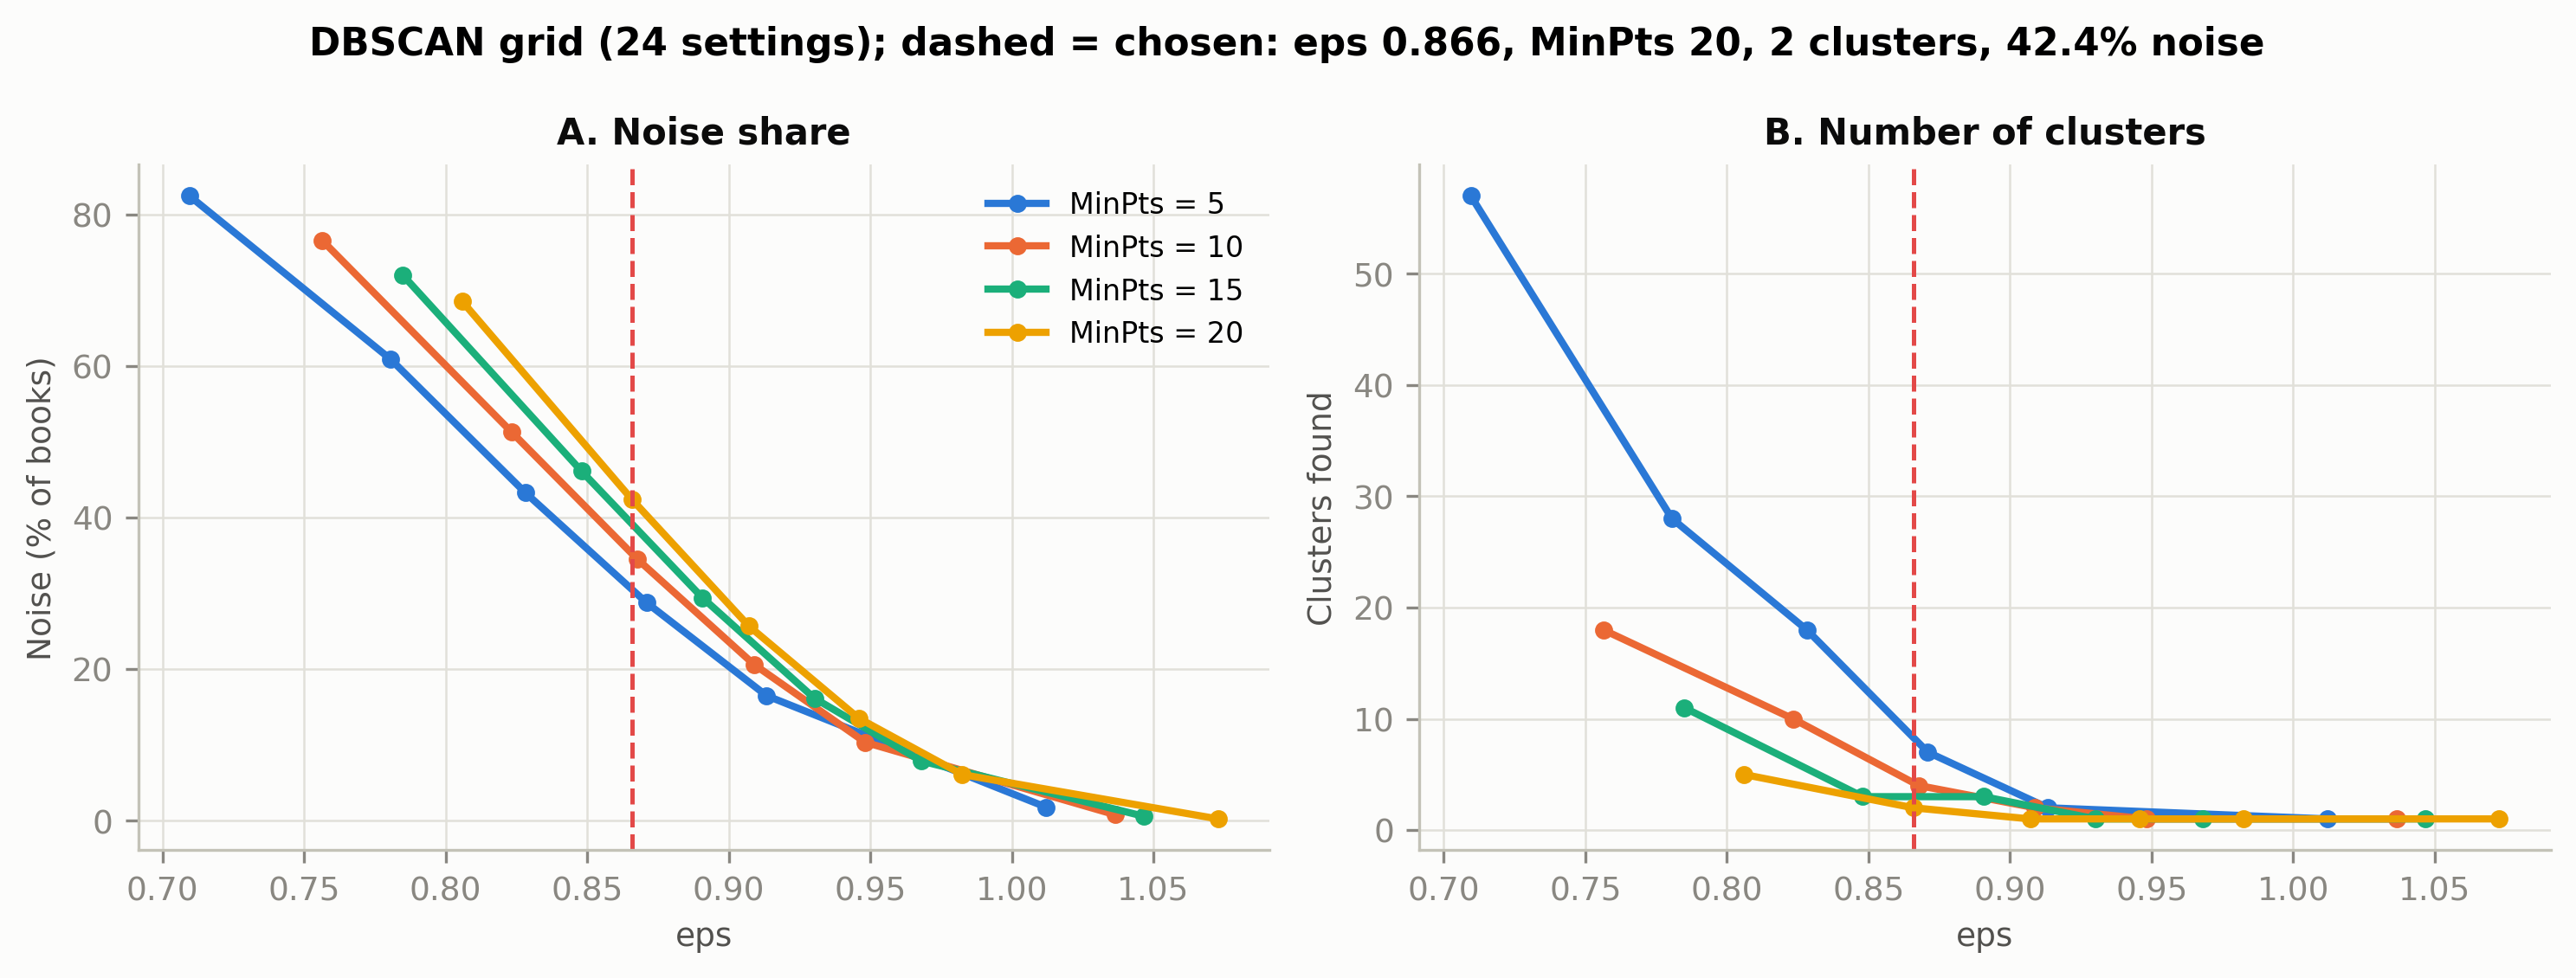 DBSCAN grid (24 settings); dashed = chosen: eps 0.866, MinPts 20, 2 clusters, 42.4% noise
A. Noise share
Noise (% of books)
80
60
40
20
0
MinPts = 5
MinPts = 10
MinPts = 15
MinPts = 20
0.70 0.75 0.80 0.85 0.90 0.95 1.00 1.05
eps
B. Number of clusters
Clusters found
50
40
30
20
10
0
0.70 0.75 0.80 0.85 0.90 0.95 1.00 1.05
eps